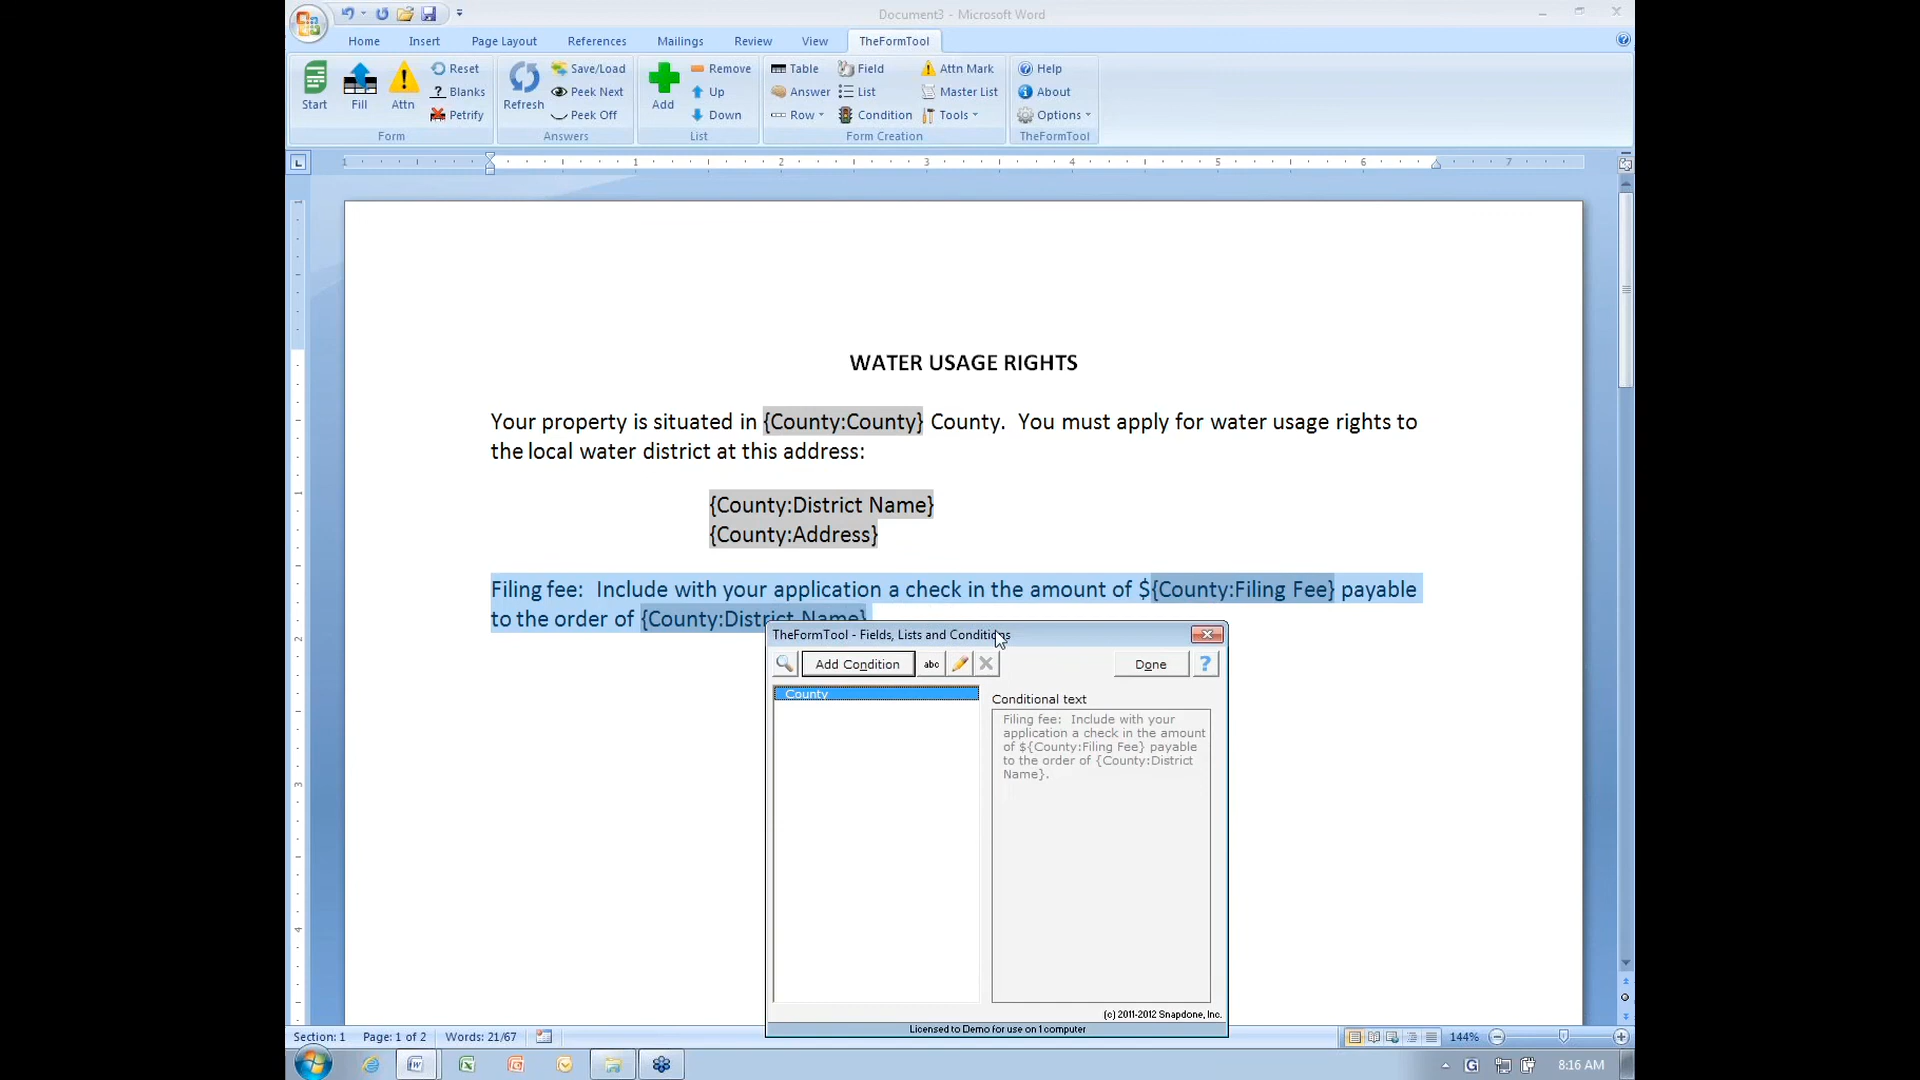 Document3 - Microsoft Word
Home Insert Page Layout References Mailings Review View TheFormTool
Start Fill Attn Reset Blanks Petrify Refresh Save/Load Peek Next Peek Off Add Remove Up Down Table Answer Row Field List Condition Attn Mark Master List Tools Help About Options
Form Answers List Form Creation TheFormTool
1 1 2 3 4 5 6 7
WATER USAGE RIGHTS
Your property is situated in {County:County} County. You must apply for water usage rights to
the local water district at this address:
{County:District Name}
{County:Address}
Filing fee: Include with your application a check in the amount of ${County:Filing Fee} payable
to the order of {County:District Name}
TheFormTool - Fields, Lists and Conditions
Add Condition abc Done ?
County
Conditional text
Filing fee: Include with your
application a check in the amount
of ${County:Filing Fee} payable
to the order of {County:District
Name}.
(c) 2011-2012 Snapdone, Inc.
Licensed to Demo for use on 1 computer
Section: 1 Page: 1 of 2 Words: 21/67 144%
8:16 AM